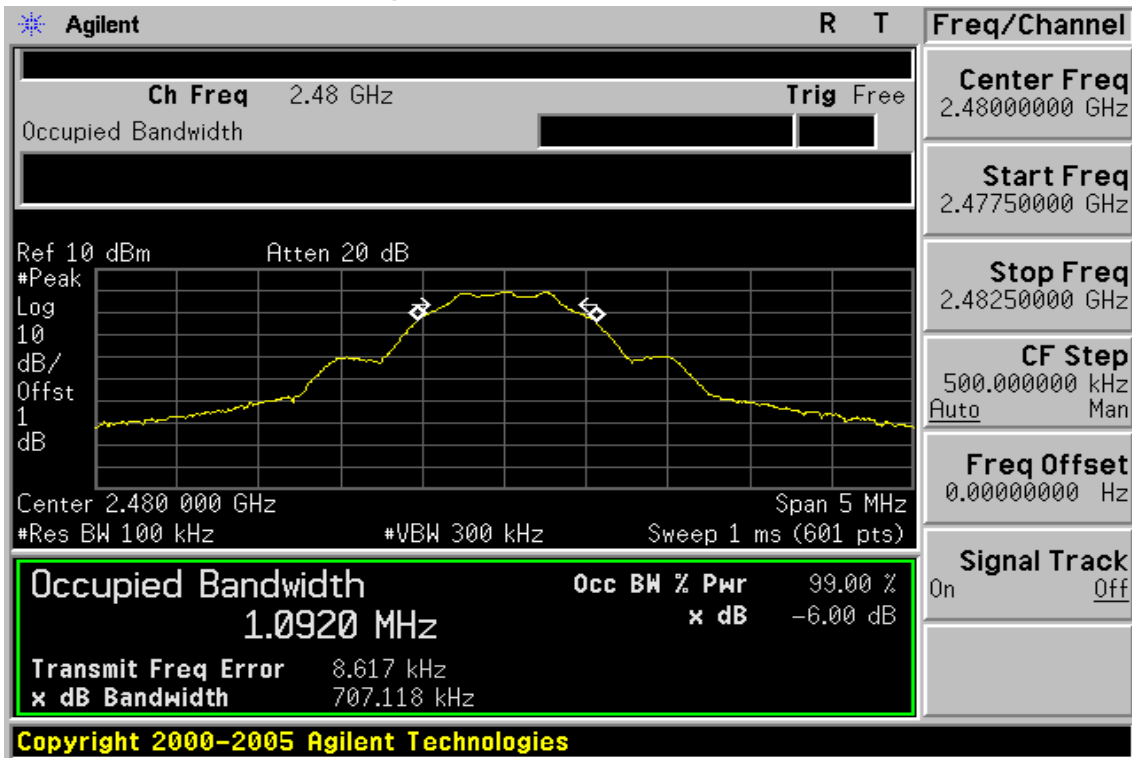 Agilent R T
Ch Freq 2.48 GHz Trig Free
Occupied Bandwidth
Ref 10 dBm Atten 20 dB
#Peak
Log
10
dB/
Offst
1
dB
Center 2.480 000 GHz Span 5 MHz
#Res BW 100 kHz #VBW 300 kHz Sweep 1 ms (601 pts)
Occupied Bandwidth Occ BW % Pwr 99.00 %
1.0920 MHz x dB -6.00 dB
Transmit Freq Error 8.617 kHz
x dB Bandwidth 707.118 kHz
Copyright 2000-2005 Agilent Technologies
Freq/Channel
Center Freq
2.48000000 GHz
Start Freq
2.47750000 GHz
Stop Freq
2.48250000 GHz
CF Step
500.000000 kHz
Auto Man
Freq Offset
0.00000000 Hz
Signal Track
On Off